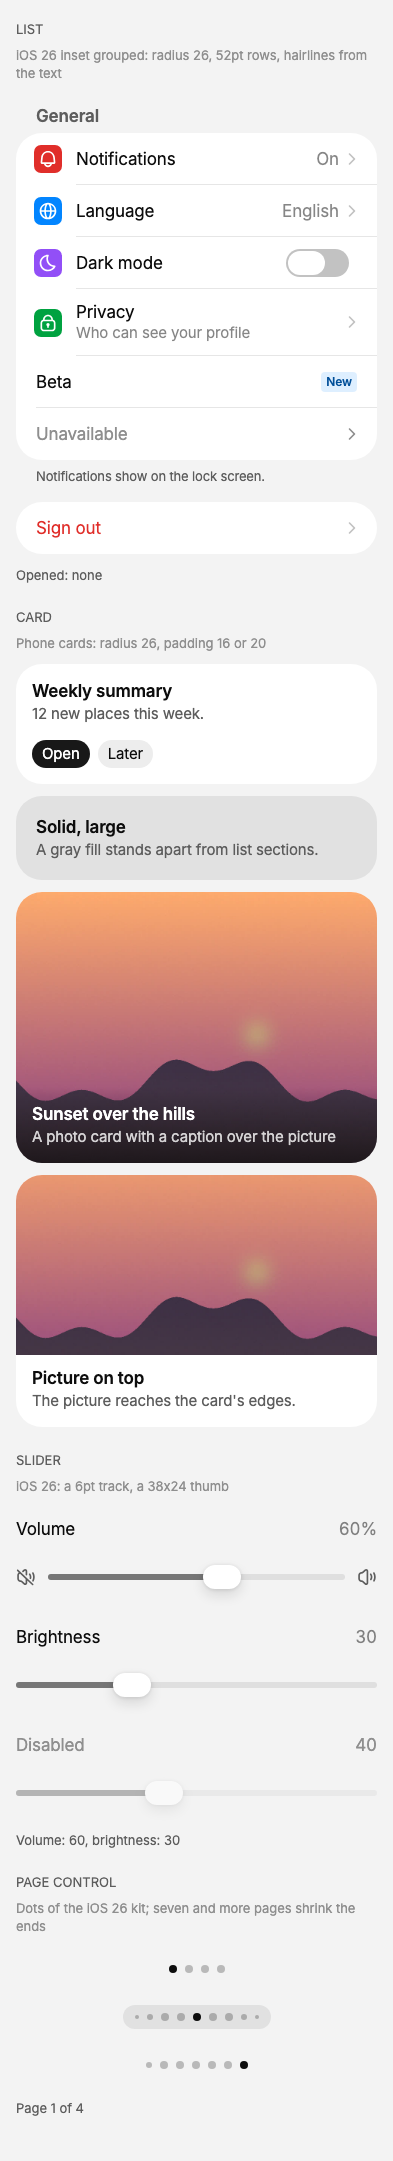 LIST
iOS 26 inset grouped: radius 26, 52pt rows, hairlines from
the text
General
Notifications On
Language English
Dark mode
Privacy
Who can see your profile
Beta New
Unavailable
Notifications show on the lock screen.
Sign out
Opened: none
CARD
Phone cards: radius 26, padding 16 or 20
Weekly summary
12 new places this week.
Open Later
Solid, large
A gray fill stands apart from list sections.
Sunset over the hills
A photo card with a caption over the picture
Picture on top
The picture reaches the card's edges.
SLIDER
iOS 26: a 6pt track, a 38x24 thumb
Volume 60%
Brightness 30
Disabled 40
Volume: 60, brightness: 30
PAGE CONTROL
Dots of the iOS 26 kit; seven and more pages shrink the
ends
Page 1 of 4